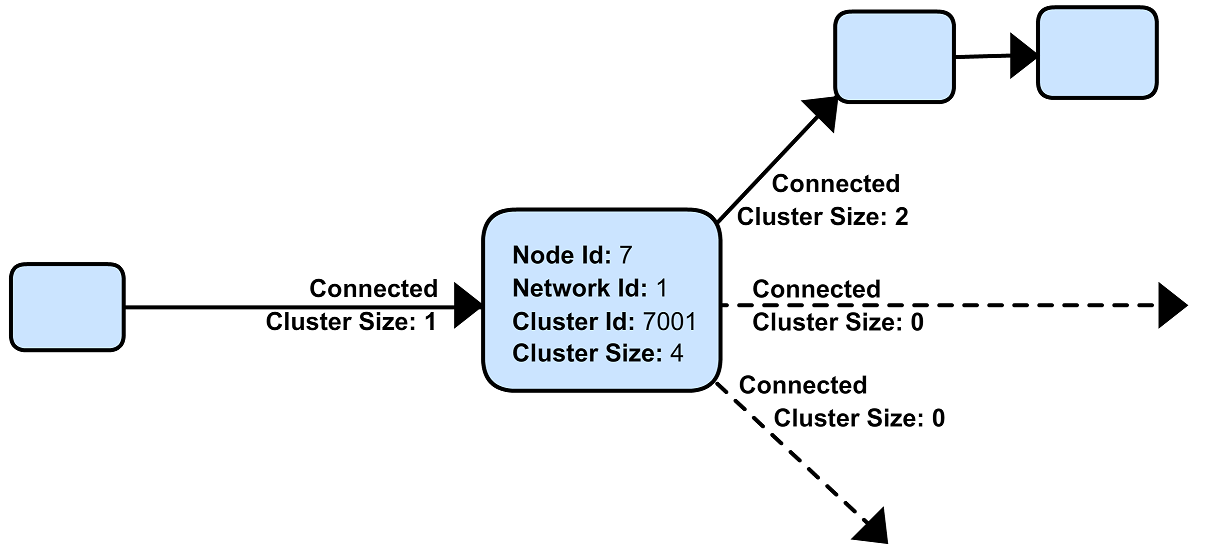 Connected
Cluster Size: 2
Connected
Cluster Size: 1
Node Id: 7
Network Id: 1
Cluster Id: 7001
Cluster Size: 4
Connected
Cluster Size: 0
Connected
Cluster Size: 0